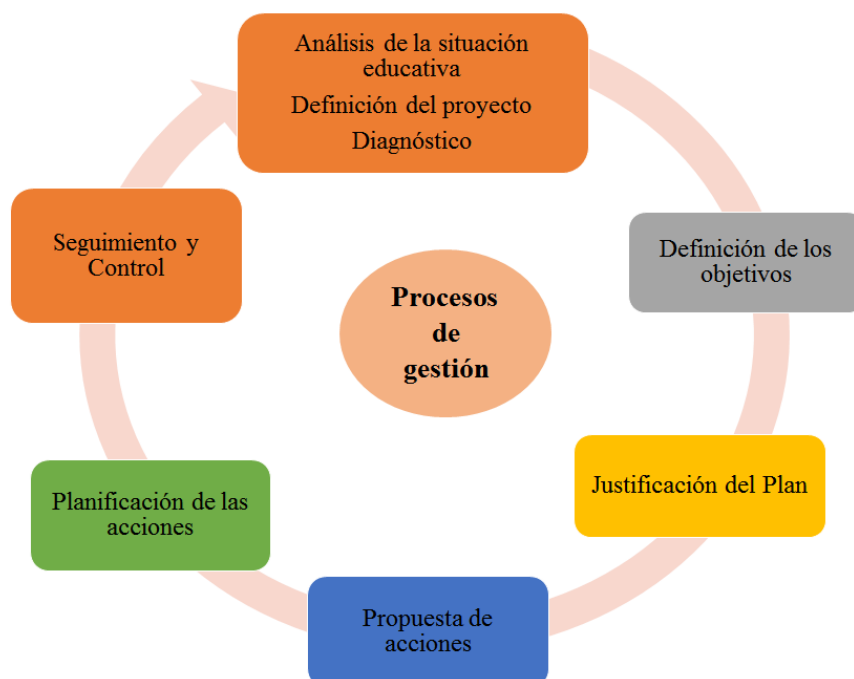 Análisis de la situación
educativa
Definición del proyecto
Diagnóstico
Definición de los
objetivos
Justificación del Plan
Propuesta de
acciones
Planificación de las
acciones
Seguimiento y
Control
Procesos
de
gestión